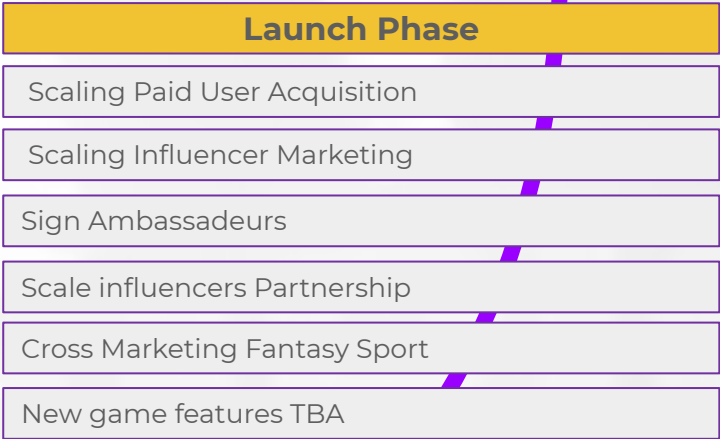 Launch Phase
Scaling Paid User Acquisition
Scaling Influencer Marketing
Sign Ambassadeurs
Scale influencers Partnership
Cross Marketing Fantasy Sport
New game features TBA